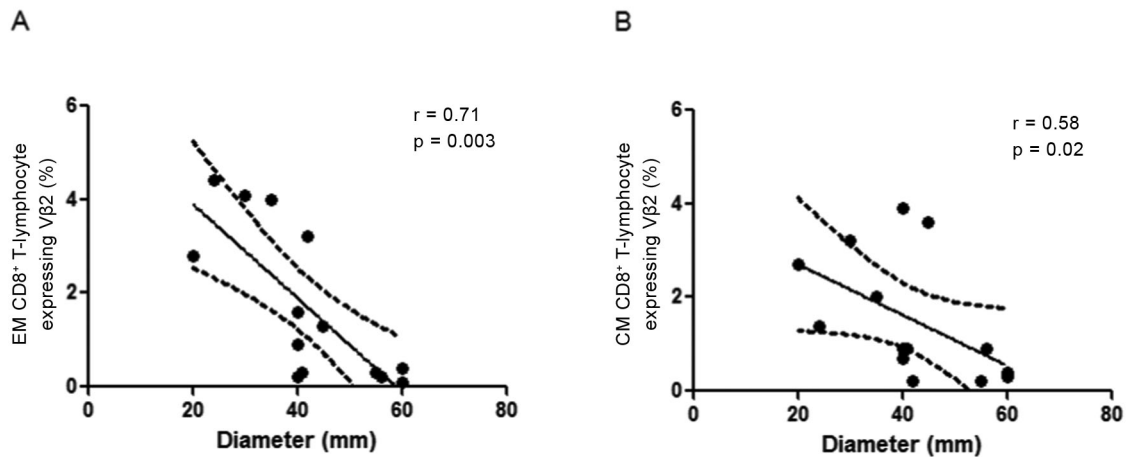 A
EM CD8⁺ T-lymphocyte
expressing Vβ2 (%)
6
4
2
0
r = 0.71
p = 0.003
0 20 40 60 80
Diameter (mm)
B
CM CD8⁺ T-lymphocyte
expressing Vβ2 (%)
6
4
2
0
r = 0.58
p = 0.02
0 20 40 60 80
Diameter (mm)